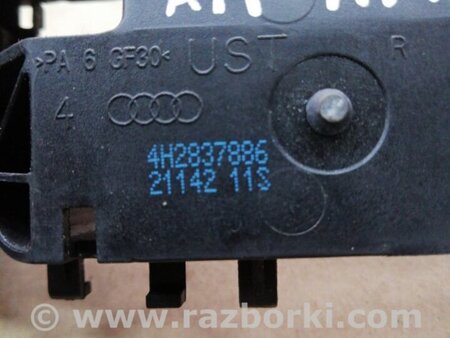 >PA 6 GF30< UST R
4
4H2837886
21142 11S
www.razborki.com